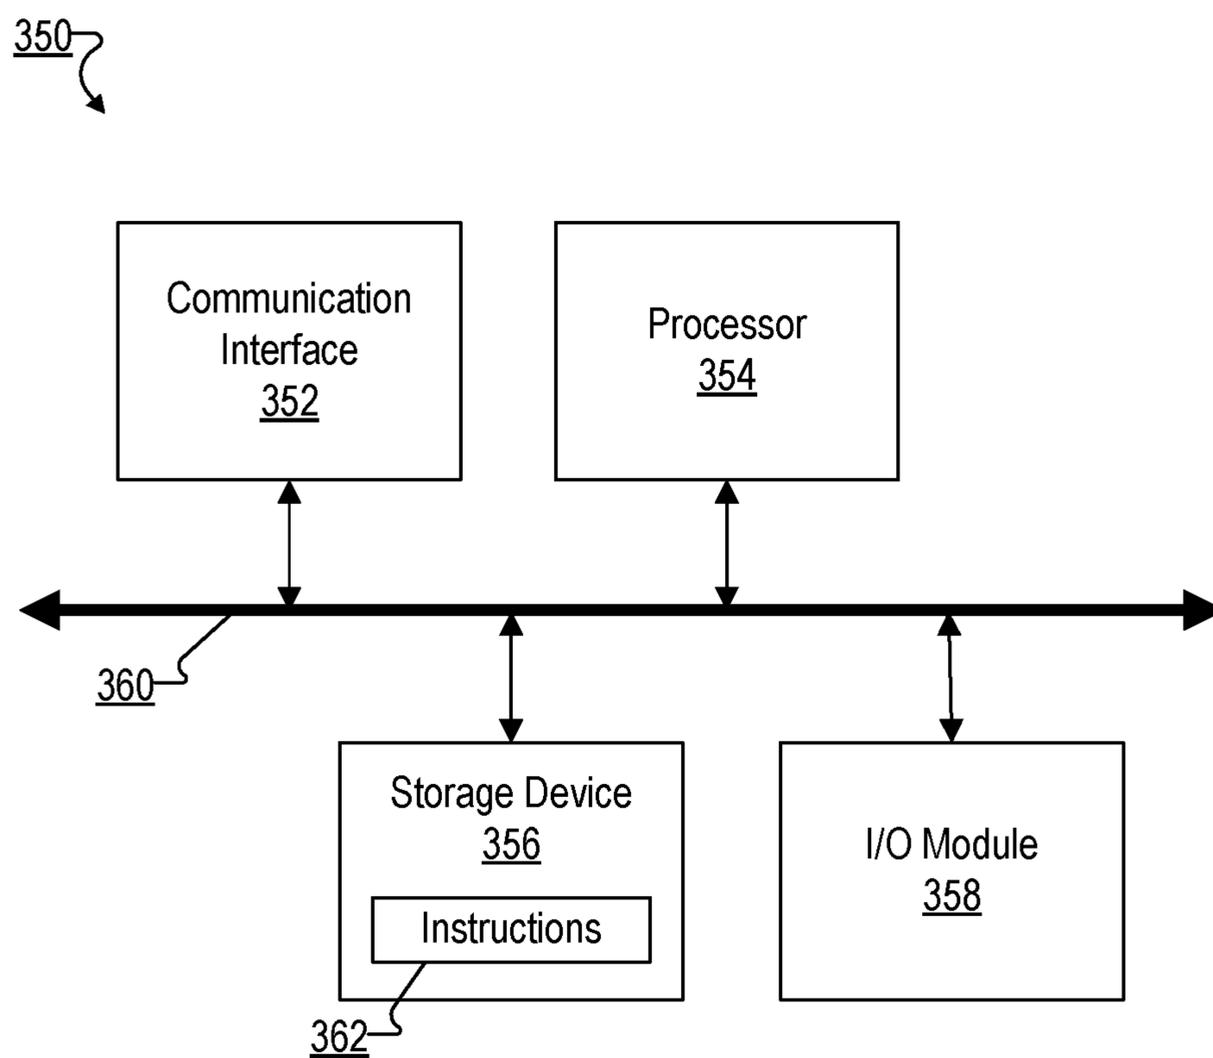 350
Communication
Interface
352
Processor
354
360
Storage Device
356
Instructions
362
I/O Module
358